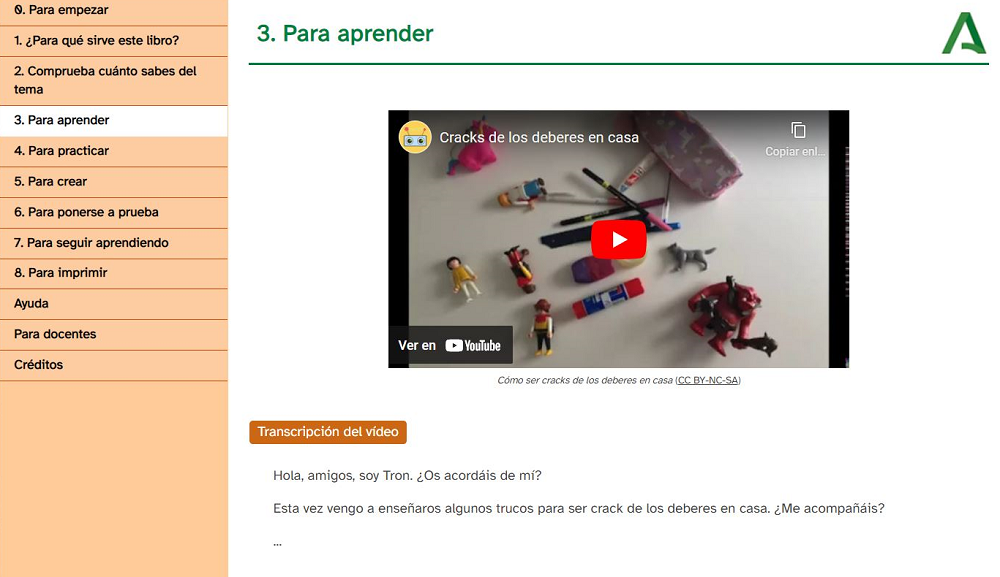 0. Para empezar
1. ¿Para qué sirve este libro?
2. Comprueba cuánto sabes del
tema
3. Para aprender
4. Para practicar
5. Para crear
6. Para ponerse a prueba
7. Para seguir aprendiendo
8. Para imprimir
Ayuda
Para docentes
Créditos
3. Para aprender
Cracks de los deberes en casa
Copiar enl...
Ver en YouTube
Cómo ser cracks de los deberes en casa (CC BY-NC-SA)
Transcripción del vídeo
Hola, amigos, soy Tron. ¿Os acordáis de mí?
Esta vez vengo a enseñaros algunos trucos para ser crack de los deberes en casa. ¿Me acompañáis?
...